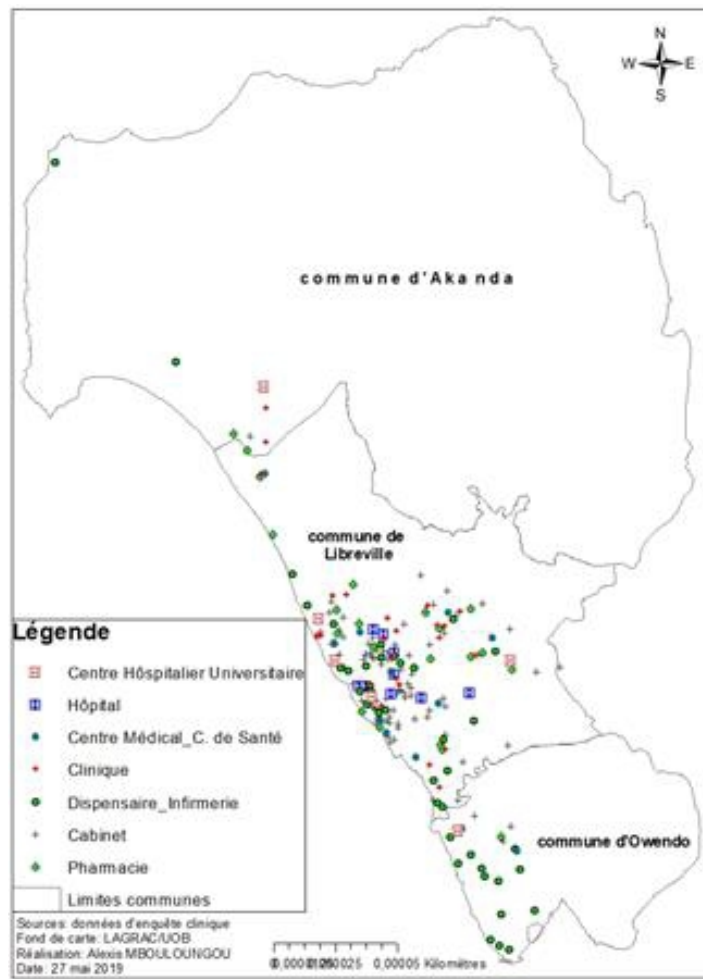 N
W E
S
commune d'Akanda
commune de
Libreville
Légende
Centre Hôspitalier Universitaire
Hôpital
Centre Médical_C. de Santé
Clinique
Dispensaire_Infirmerie
Cabinet
Pharmacie
Limites communes
commune d'Owendo
Sources: données d'enquête clinique
Fond de carte: LAGRAC/UOB
Réalisation: Alexis MBOULOUNGOU
Date: 27 mai 2019
0,00005 Kilomètres